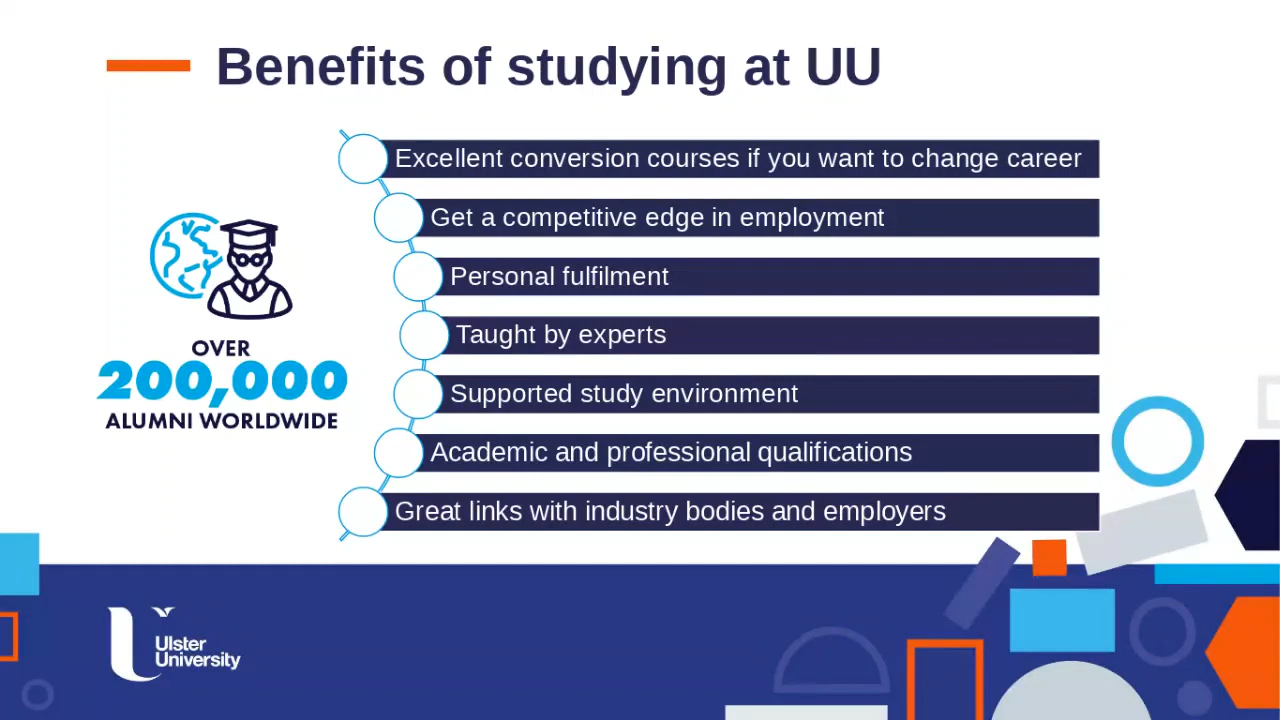 Benefits of studying at UU
Excellent conversion courses if you want to change career
Get a competitive edge in employment
Personal fulfilment
Taught by experts
Supported study environment
Academic and professional qualifications
Great links with industry bodies and employers
OVER
200,000
ALUMNI WORLDWIDE
Ulster
University